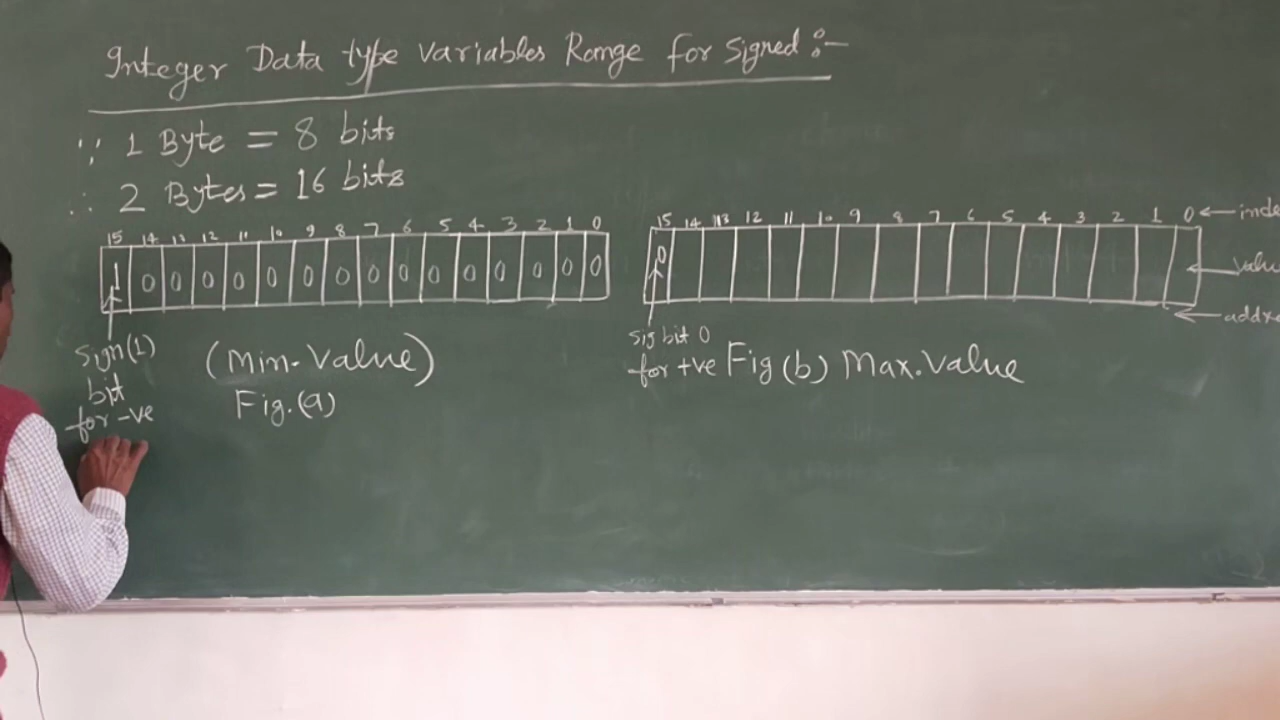 Integer Data type variables Range for Signed :-
∵ 1 Byte = 8 bits
∴ 2 Bytes = 16 bits
15 14 13 12 11 10 9 8 7 6 5 4 3 2 1 0
1 0 0 0 0 0 0 0 0 0 0 0 0 0 0 0
Sign(1)
bit
for -ve
(Min. Value)
Fig.(a)
15 14 13 12 11 10 9 8 7 6 5 4 3 2 1 0 ← inde
0 ← valu
← addre
Sig bit 0
for +ve Fig (b) Max. Value